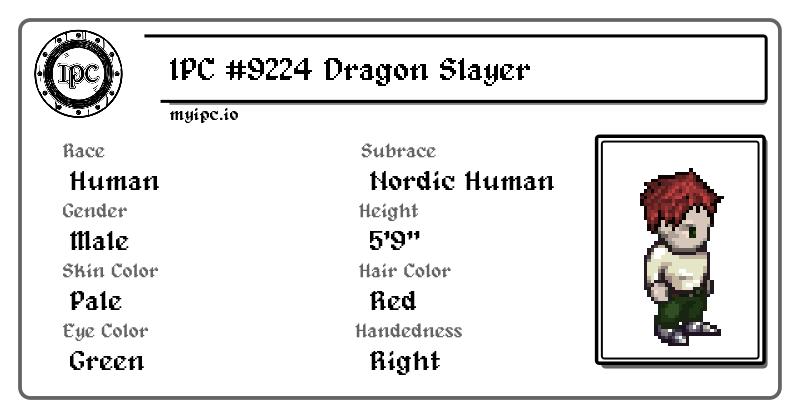 IPC
IPC #9224 Dragon Slayer
myipc.io
Race
Human
Subrace
Nordic Human
Gender
Male
Height
5'9"
Skin Color
Pale
Hair Color
Red
Eye Color
Green
Handedness
Right